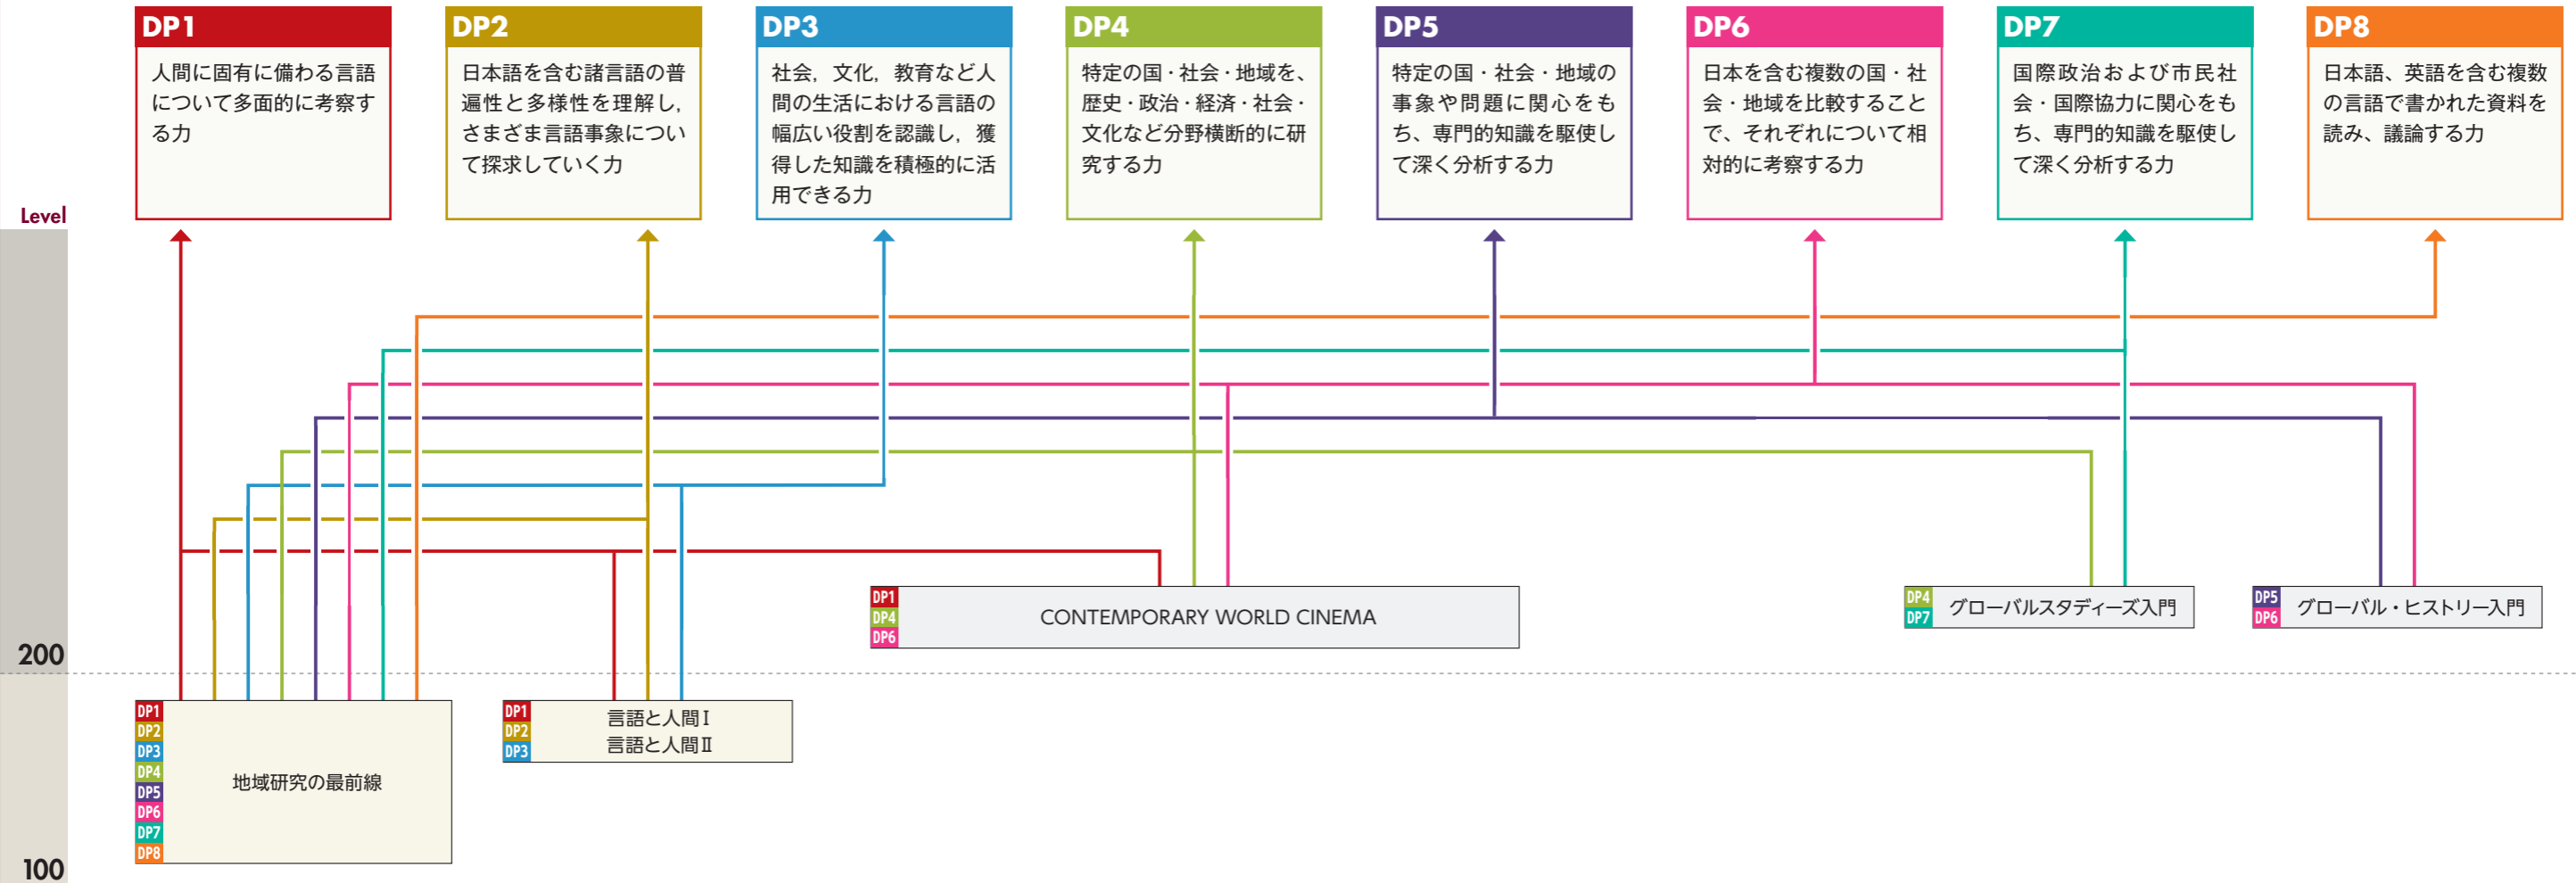 DP1
人間に固有に備わる言語
について多面的に考察す
る力
DP2
日本語を含む諸言語の普
遍性と多様性を理解し,
さまざま言語事象につい
て探求していく力
DP3
社会，文化，教育など人
間の生活における言語の
幅広い役割を認識し，獲
得した知識を積極的に活
用できる力
DP4
特定の国・社会・地域を、
歴史・政治・経済・社会・
文化など分野横断的に研
究する力
DP5
特定の国・社会・地域の
事象や問題に関心をも
ち、専門的知識を駆使し
て深く分析する力
DP6
日本を含む複数の国・社
会・地域を比較すること
で、それぞれについて相
対的に考察する力
DP7
国際政治および市民社
会・国際協力に関心をも
ち、専門的知識を駆使し
て深く分析する力
DP8
日本語、英語を含む複数
の言語で書かれた資料を
読み、議論する力
Level
DP1
DP4
DP6
CONTEMPORARY WORLD CINEMA
DP4
DP7
グローバルスタディーズ入門
DP5
DP6
グローバル・ヒストリー入門
200
DP1
DP2
DP3
DP4
DP5
DP6
DP7
DP8
地域研究の最前線
DP1
DP2
DP3
言語と人間Ⅰ
言語と人間Ⅱ
100